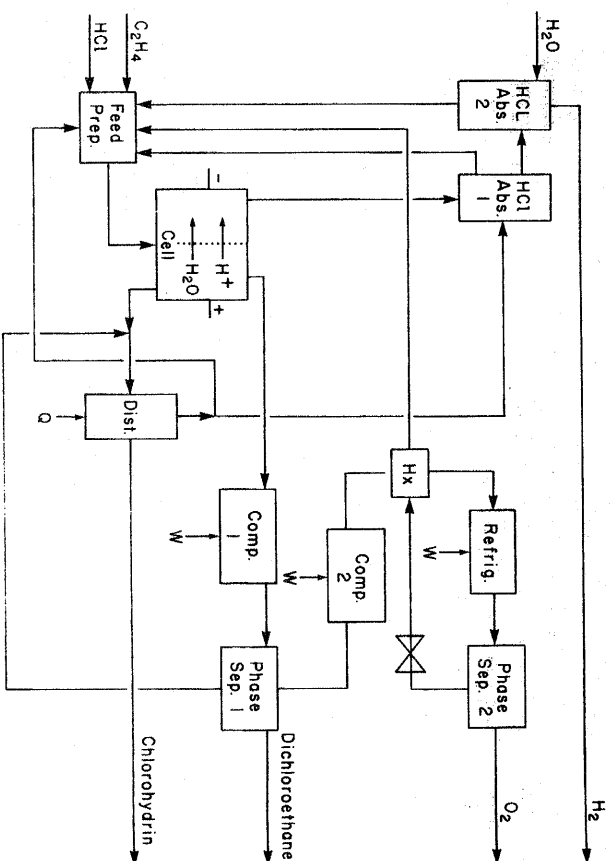 H₂O
HCL
Abs.
2
H₂
HCl
Abs.
1
C₂H₄
HCl
Feed
Prep.
-
+
H⁺
H₂O
Cell
Q
Dist.
Chlorohydrin
W
Comp.
1
W
Comp.
2
Hx
W
Refrig.
Phase
Sep. 1
Dichloroethane
Phase
Sep. 2
O₂